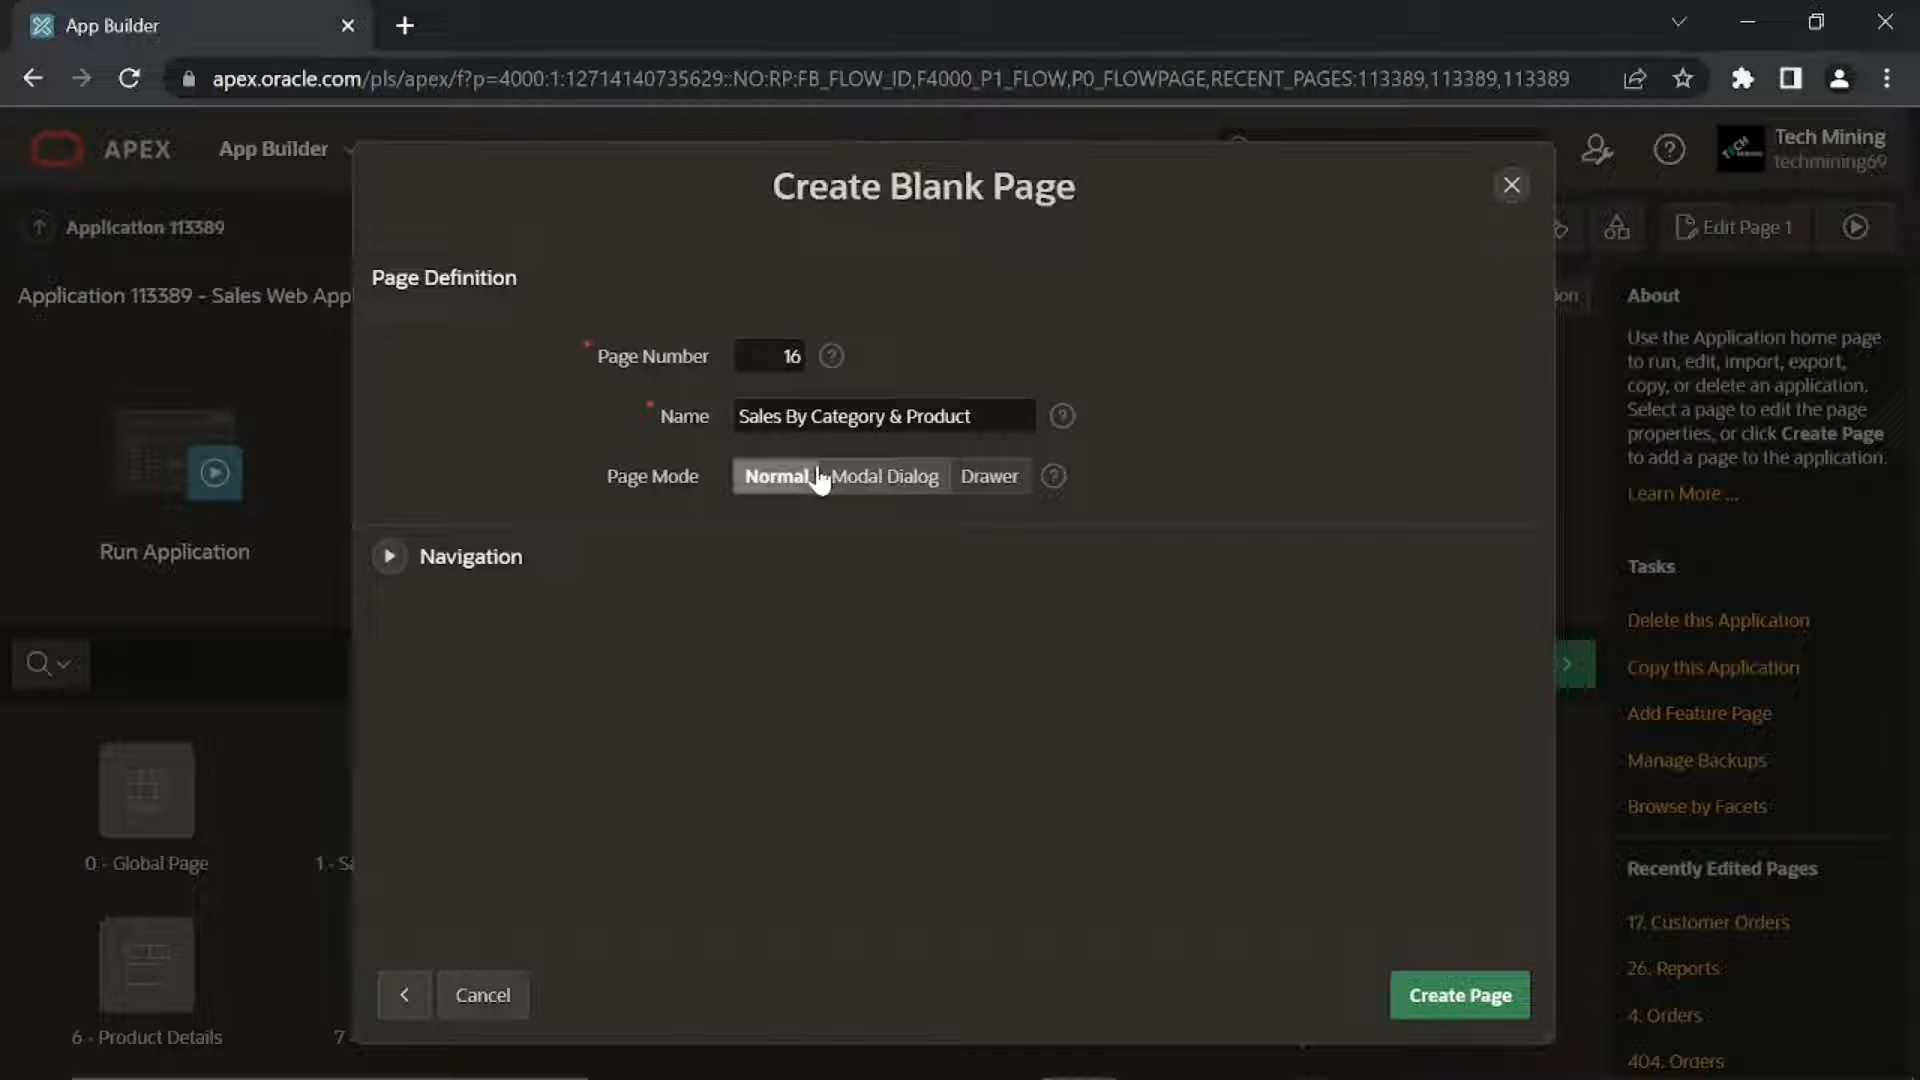 App Builder
apex.oracle.com/pls/apex/f?p=4000:1:12714140735629::NO:RP:FB_FLOW_ID,F4000_P1_FLOW,P0_FLOWPAGE,RECENT_PAGES:113389,113389,113389
APEX
App Builder
Tech Mining
techmining69
Application 113389
Edit Page 1
Application 113389 - Sales Web App
Create Blank Page
Page Definition
* Page Number 16
* Name Sales By Category & Product
Page Mode Normal Modal Dialog Drawer
Navigation
Cancel
Create Page
Run Application
0 - Global Page
6 - Product Details
7 -
About
Use the Application home page
to run, edit, import, export,
copy, or delete an application.
Select a page to edit the page
properties, or click Create Page
to add a page to the application.
Learn More ...
Tasks
Delete this Application
Copy this Application
Add Feature Page
Manage Backups
Browse by Facets
Recently Edited Pages
17. Customer Orders
26. Reports
4. Orders
404. Orders